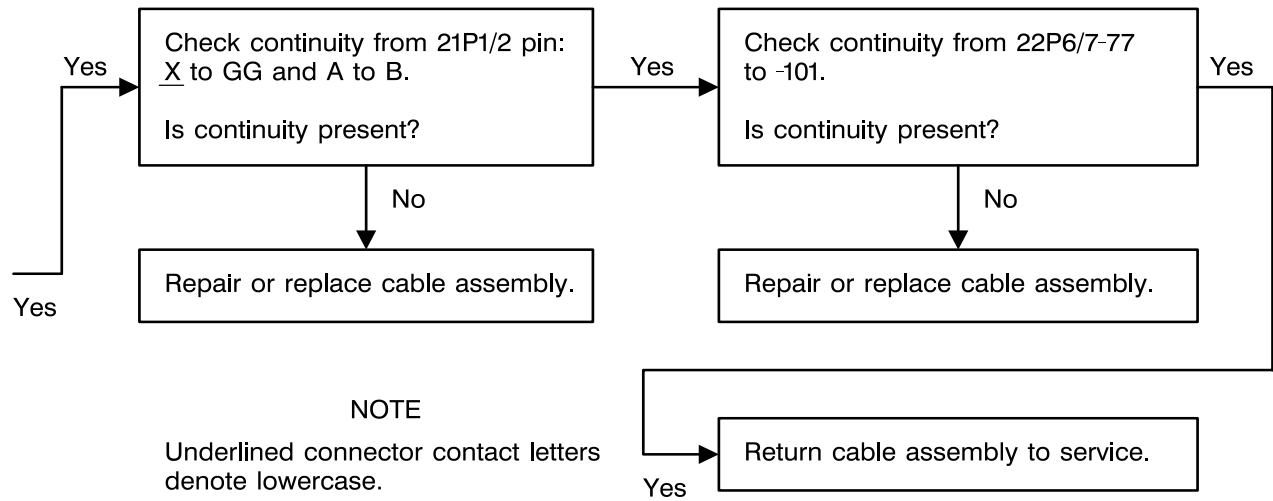 Yes
Yes
Check continuity from 21P1/2 pin:
X to GG and A to B.
Is continuity present?
Yes
Check continuity from 22P6/7-77
to -101.
Is continuity present?
Yes
No
No
Repair or replace cable assembly.
Repair or replace cable assembly.
NOTE
Underlined connector contact letters
denote lowercase.
Yes
Return cable assembly to service.